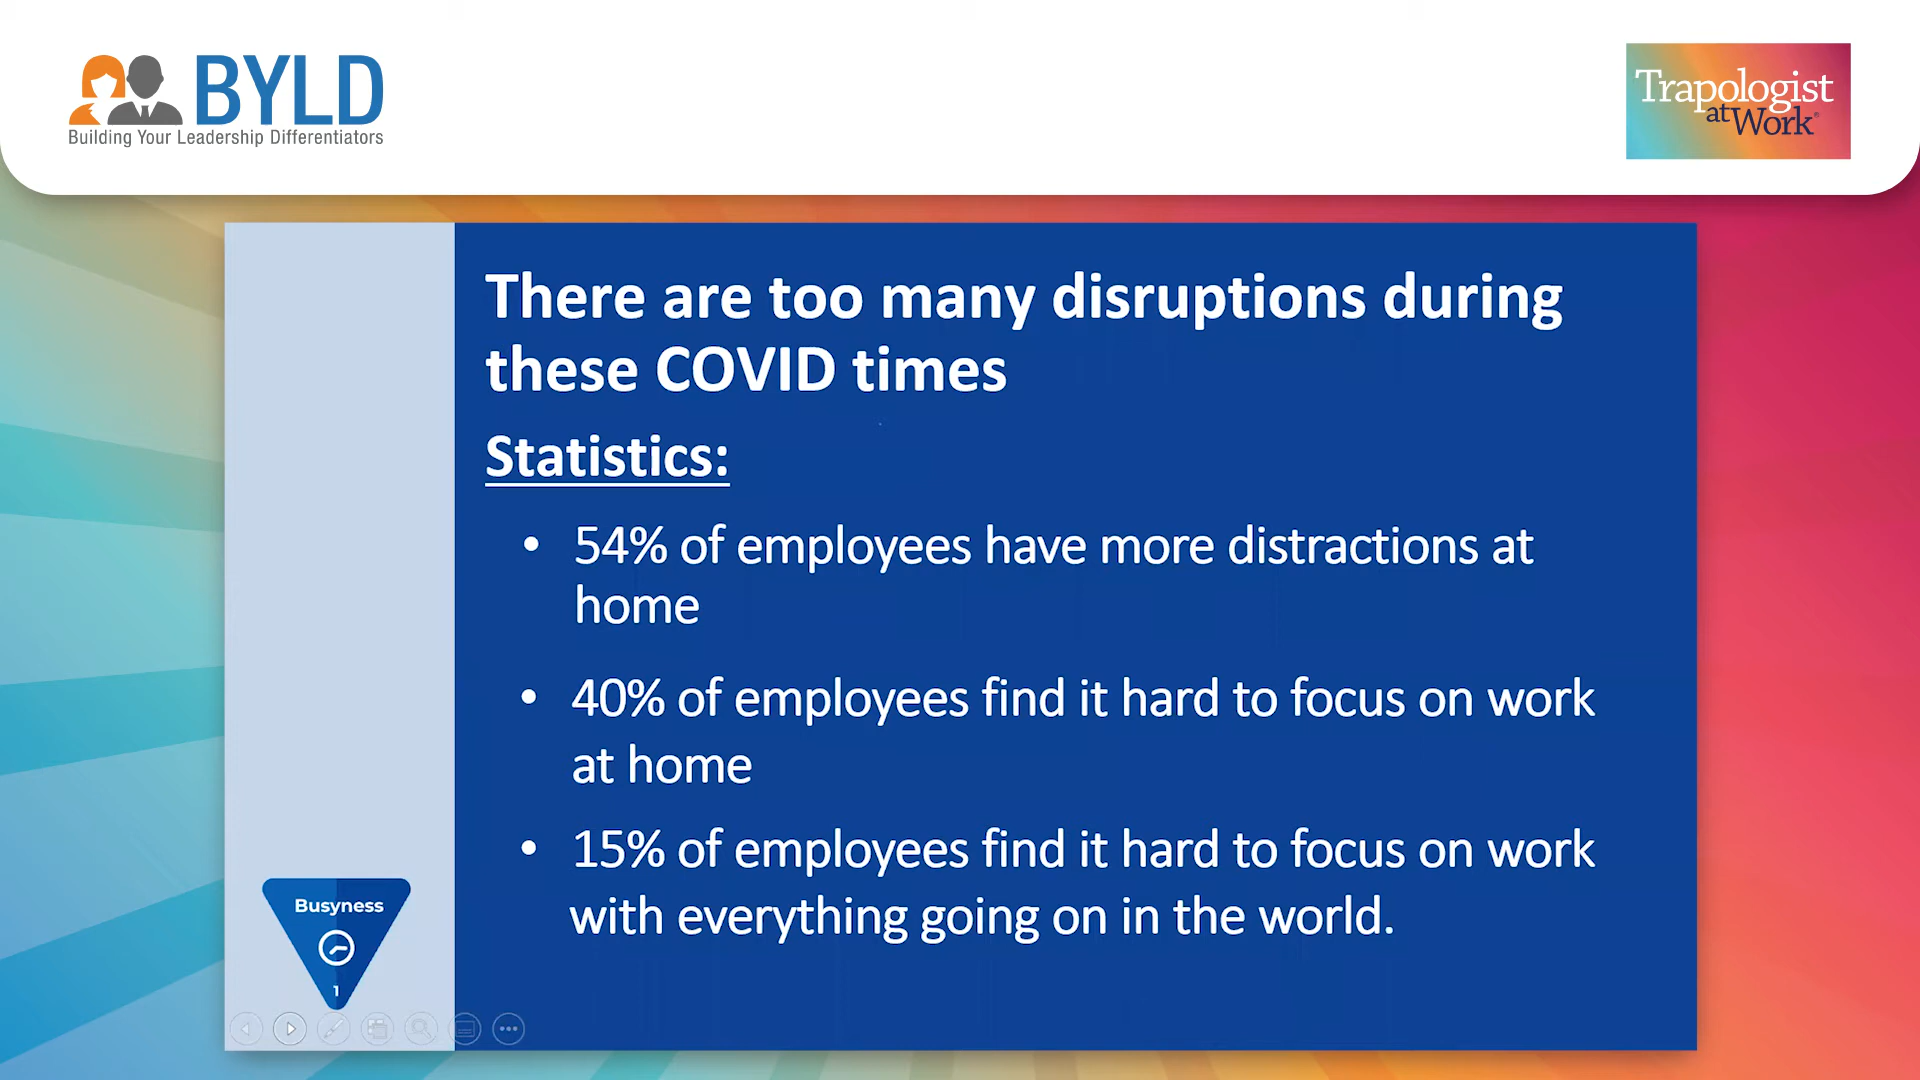 BYLD
Building Your Leadership Differentiators
Trapologist
at Work®
There are too many disruptions during
these COVID times
Statistics:
• 54% of employees have more distractions at
home
• 40% of employees find it hard to focus on work
at home
• 15% of employees find it hard to focus on work
with everything going on in the world.
Busyness
1